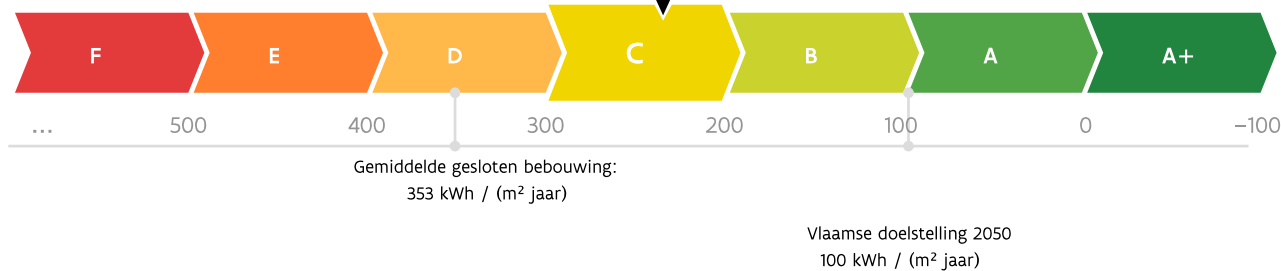 F E D C B A A+
... 500 400 300 200 100 0 –100
Gemiddelde gesloten bebouwing:
353 kWh / (m² jaar)
Vlaamse doelstelling 2050
100 kWh / (m² jaar)